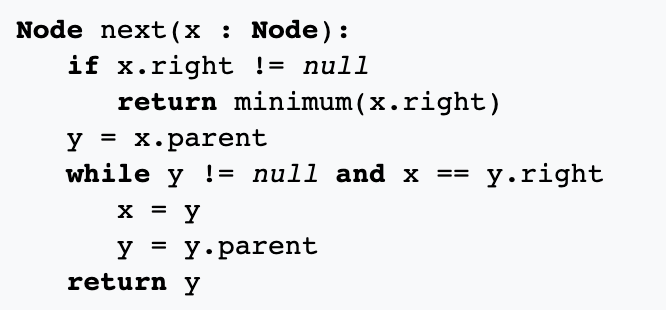 Node next(x : Node):
   if x.right != null
      return minimum(x.right)
   y = x.parent
   while y != null and x == y.right
      x = y
      y = y.parent
   return y